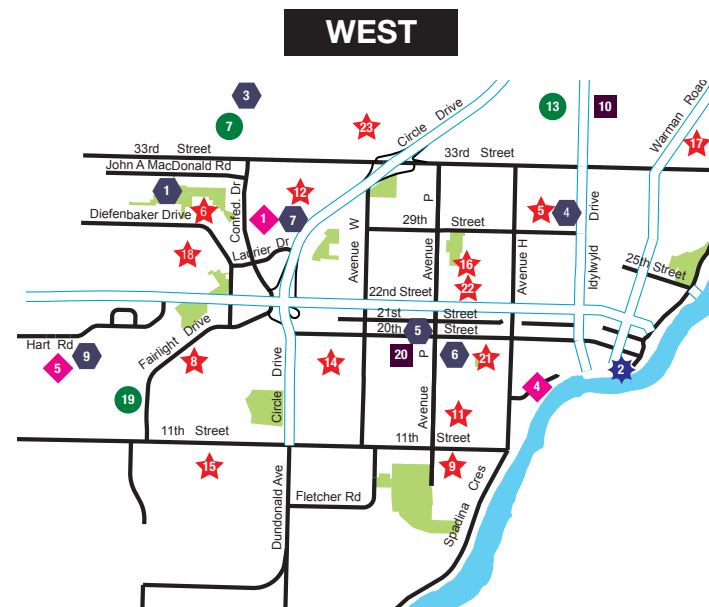 WEST
3
10
13
7
23
Circle Drive
Warman Road
17
33rd Street
33rd Street
John A MacDonald Rd
1
12
6
Confed. Dr
1
7
P
5
4
Drive
Diefenbaker Drive
29th Street
Avenue W
Avenue
Avenue H
Idylwyld
18
Laurier Dr
16
25th Street
22
22nd Street
21st Street
20th Street
5
Hart Rd
9
5
Fairlight Drive
8
Circle Drive
14
20
P
6
21
2
4
19
Avenue
11
11th Street
11th Street
15
9
Dundonald Ave
Fletcher Rd
Spadina Cres